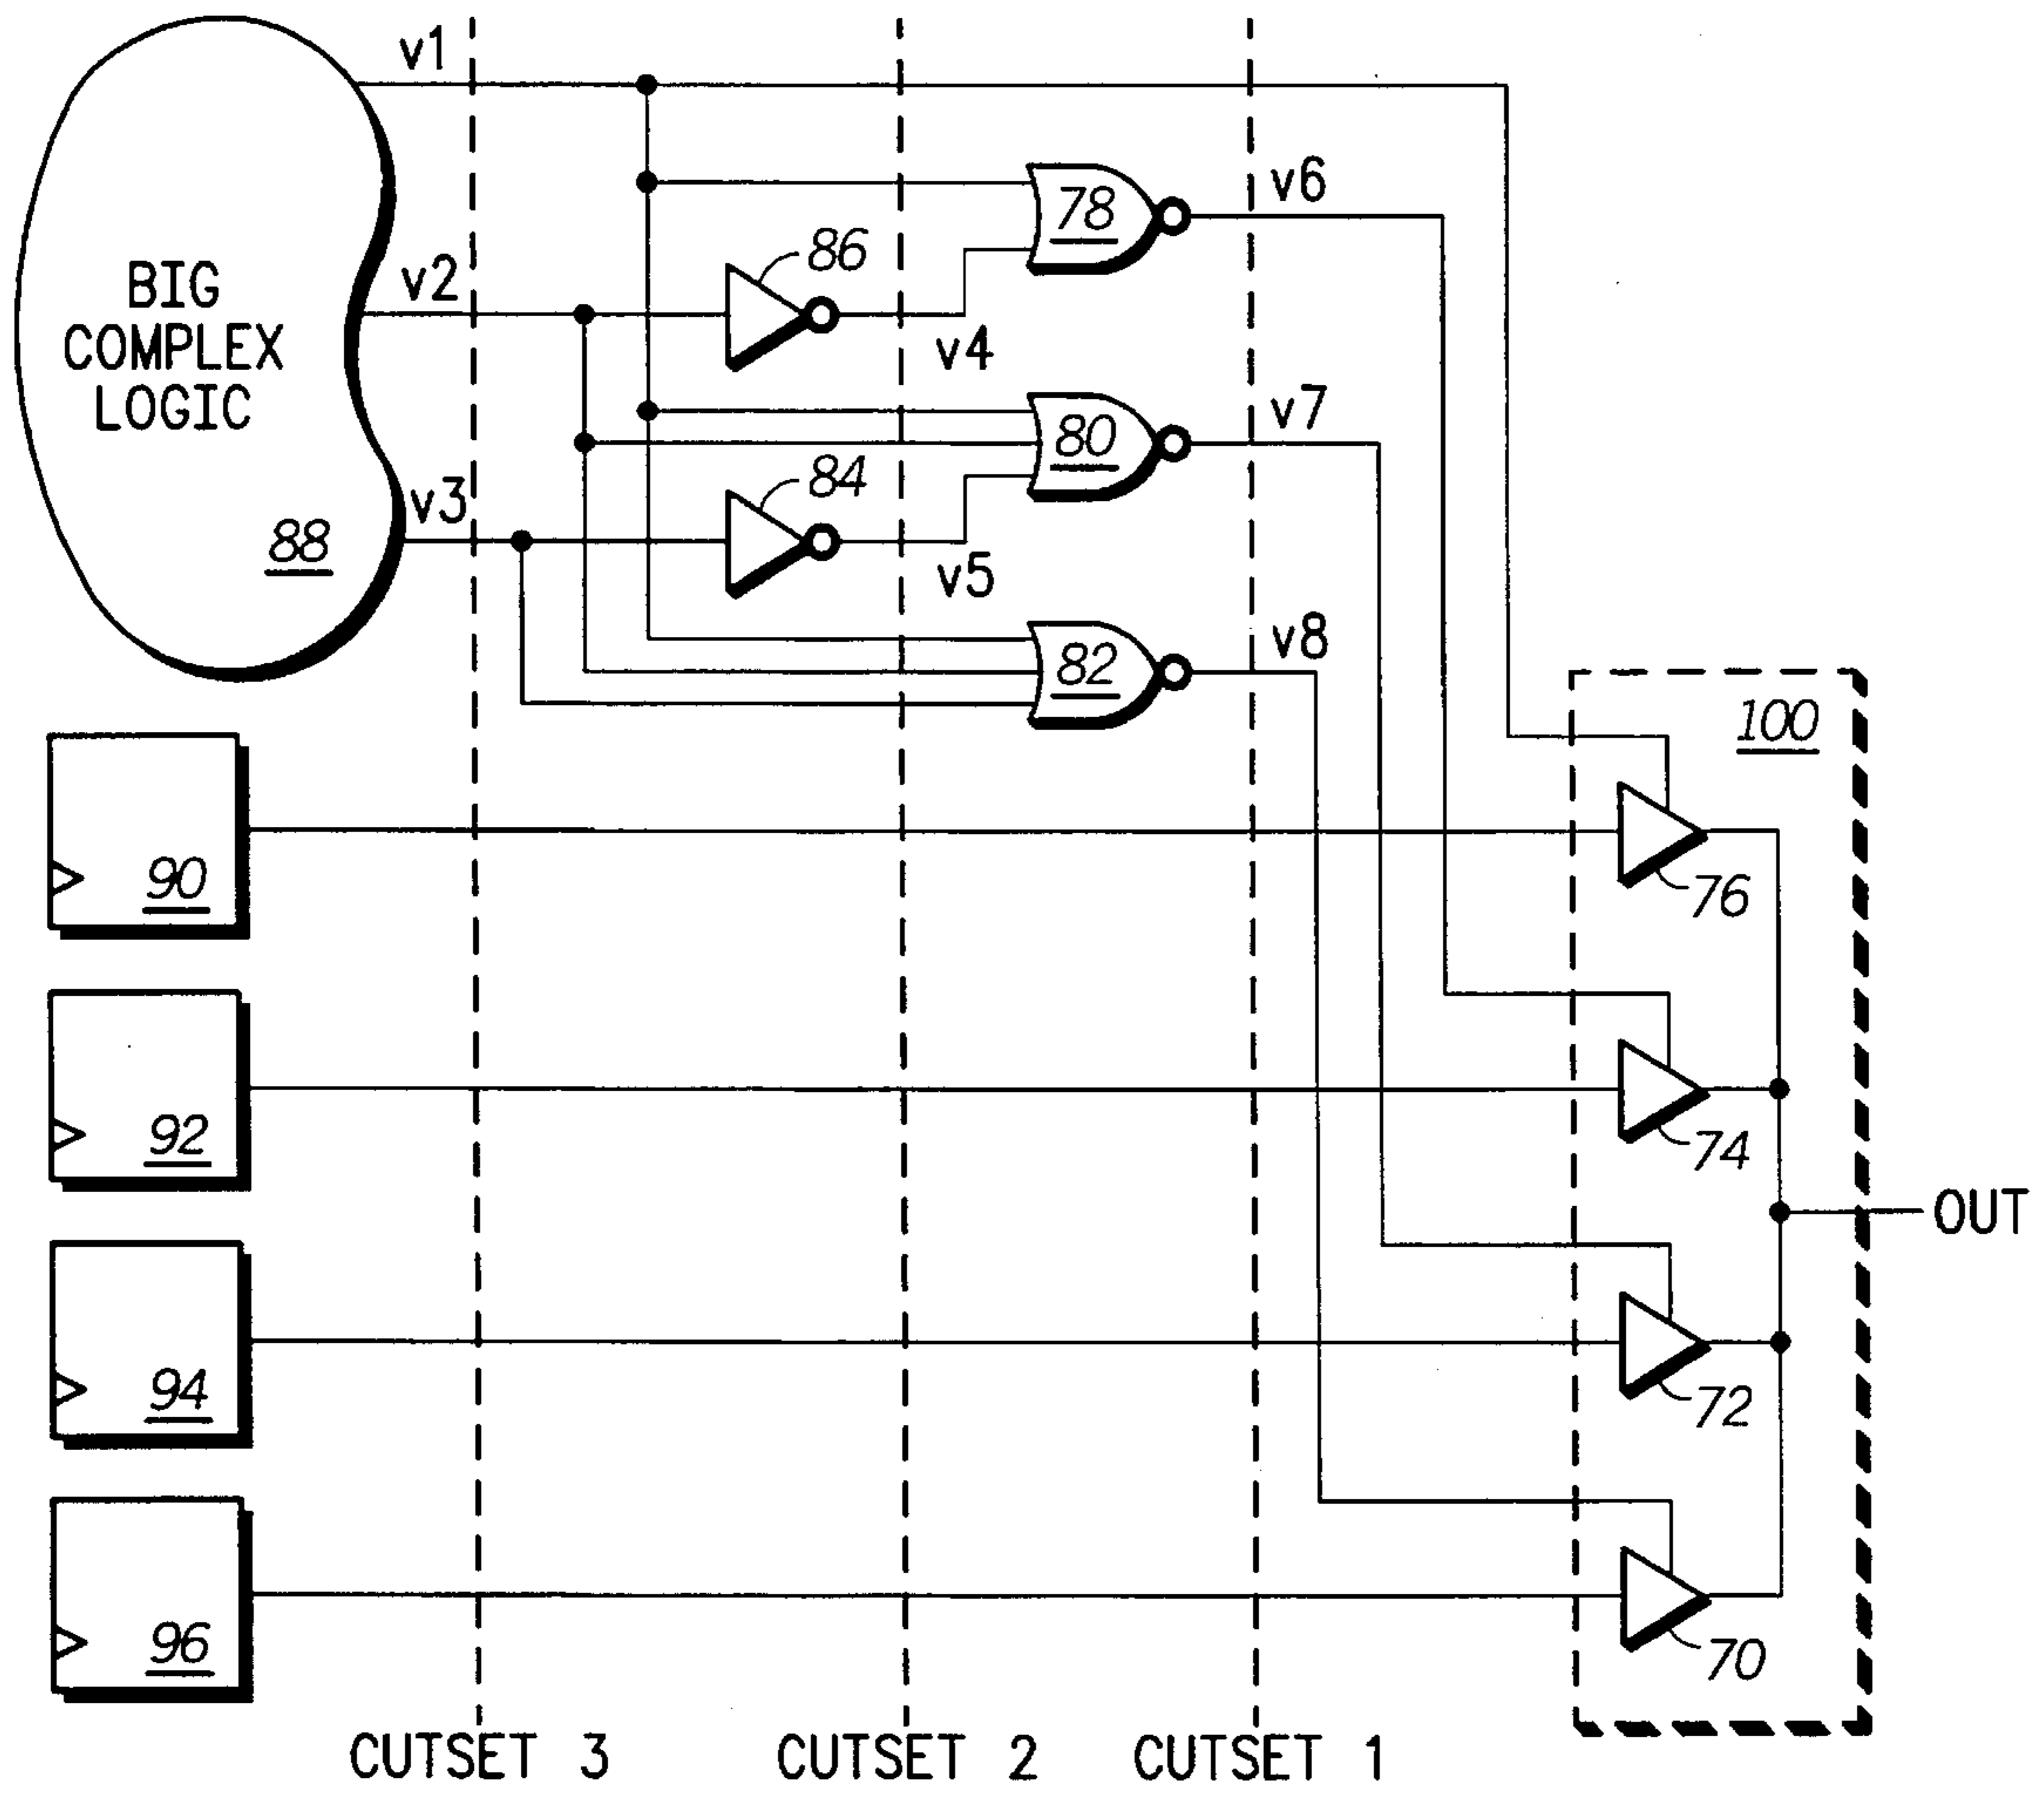 v1
v2
v3
BIG
COMPLEX
LOGIC
88
86
v4
84
v5
78
80
82
v6
v7
v8
100
90
92
94
96
76
74
72
70
OUT
CUTSET 3
CUTSET 2
CUTSET 1